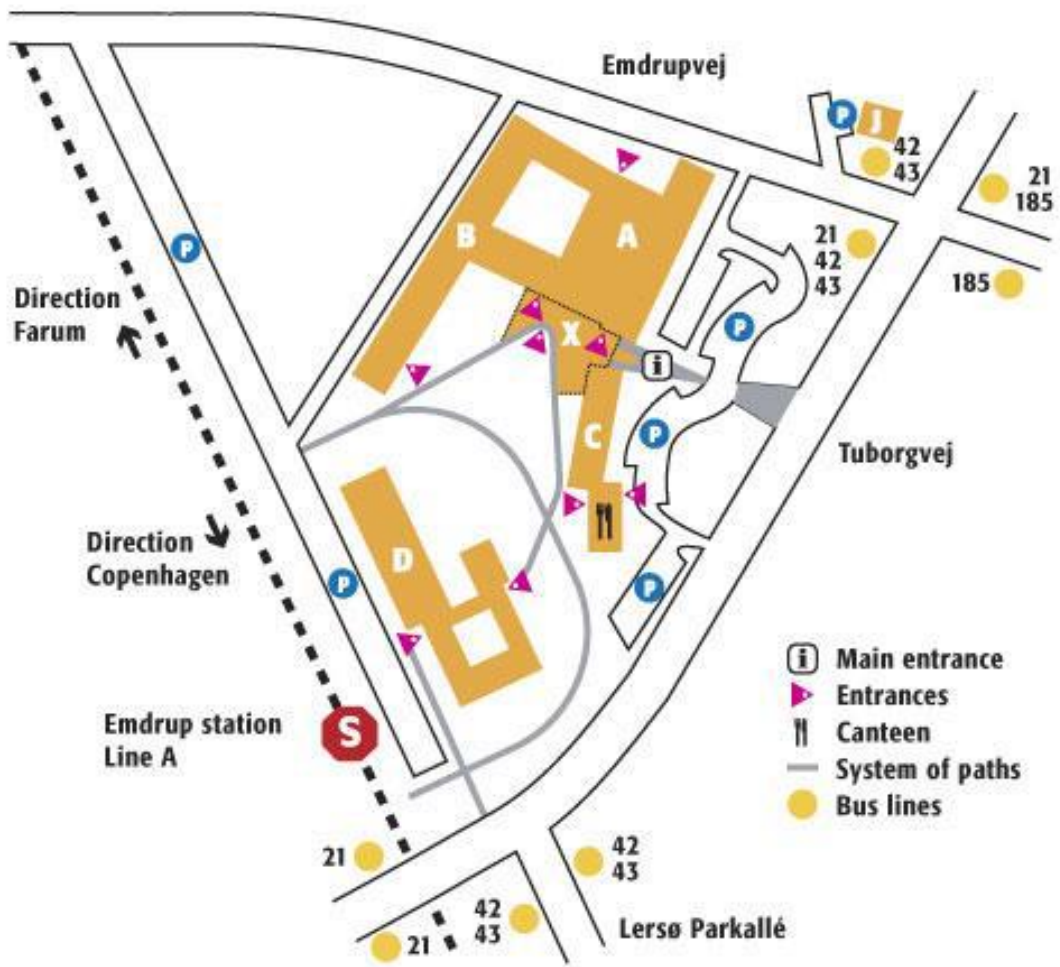 Emdrupvej
P
J
42
43
21
185
P
B
A
21
42
43
185
Direction
Farum
X
P
i
C
P
Tuborgvej
Direction
Copenhagen
D
P
P
i Main entrance
Entrances
Canteen
System of paths
Bus lines
Emdrup station
Line A
S
21
42
43
42
43
21
Lersø Parkallé